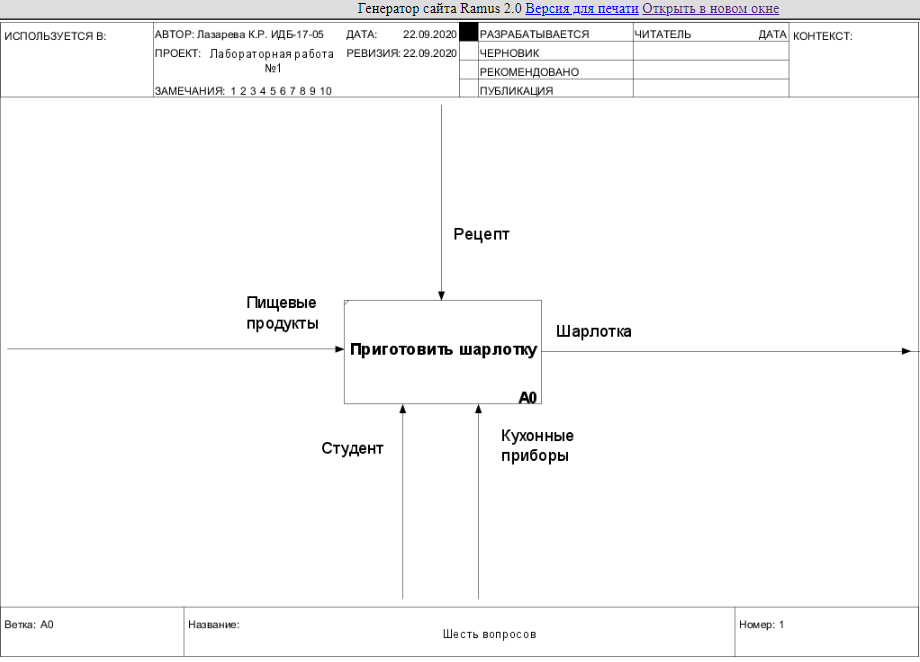 Генератор сайта Ramus 2.0 Версия для печати Открыть в новом окне
ИСПОЛЬЗУЕТСЯ В:
АВТОР: Лазарева К.Р. ИДБ-17-05
ДАТА: 22.09.2020
ПРОЕКТ: Лабораторная работа
№1
РЕВИЗИЯ: 22.09.2020
ЗАМЕЧАНИЯ: 1 2 3 4 5 6 7 8 9 10
РАЗРАБАТЫВАЕТСЯ
ЧЕРНОВИК
РЕКОМЕНДОВАНО
ПУБЛИКАЦИЯ
ЧИТАТЕЛЬ ДАТА
КОНТЕКСТ:
Рецепт
Пищевые
продукты
Приготовить шарлотку
A0
Шарлотка
Студент
Кухонные
приборы
Ветка: A0
Название:
Шесть вопросов
Номер: 1